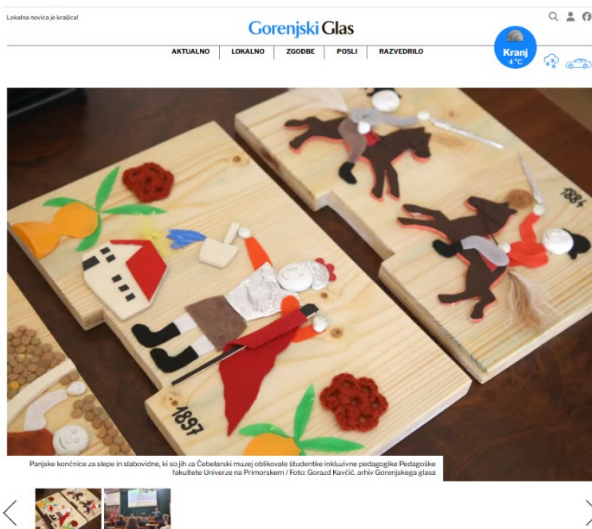 Lokalna novica je kraljica!
Gorenjski Glas
AKTUALNO LOKALNO ZGODBE POSLI RAZVEDRILO
Kranj
4 °C
1884
1897
Panjske končnice za slepe in slabovidne, ki so jih za Čebelarski muzej oblikovale študentke inkluzivne pedagogike Pedagoške
fakultete Univerze na Primorskem / Foto: Gorazd Kavčič, arhiv Gorenjskega glasa